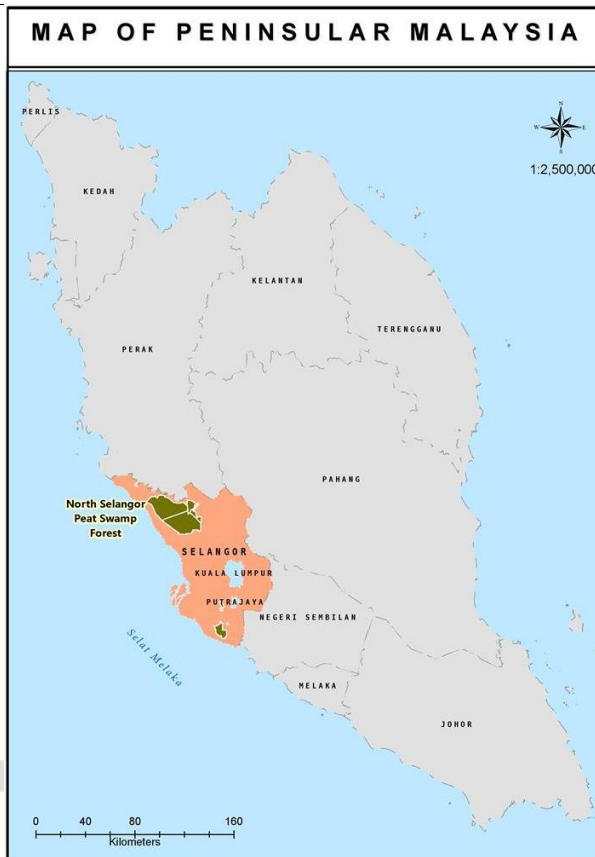 MAP OF PENINSULAR MALAYSIA
PERLIS
N
W E
S
1:2,500,000
KEDAH
KELANTAN
TERENGGANU
PERAK
PAHANG
North Selangor
Peat Swamp
Forest
SELANGOR
KUALA LUMPUR
PUTRAJAYA
NEGERI SEMBILAN
Selat Melaka
MELAKA
JOHOR
0 40 80 160
Kilometers